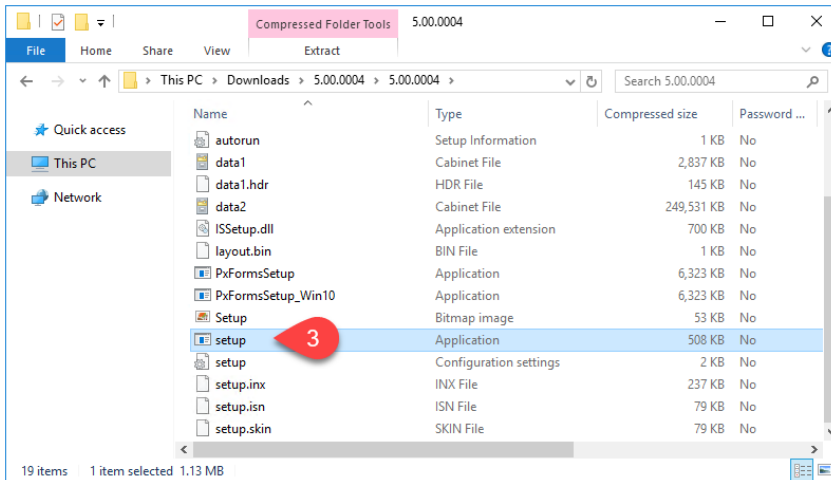 Compressed Folder Tools 5.00.0004
File Home Share View Extract
This PC Downloads 5.00.0004 5.00.0004 Search 5.00.0004
Name Type Compressed size Password ...
Quick access
This PC
Network
autorun Setup Information 1 KB No
data1 Cabinet File 2,837 KB No
data1.hdr HDR File 145 KB No
data2 Cabinet File 249,531 KB No
ISSetup.dll Application extension 700 KB No
layout.bin BIN File 1 KB No
PxFormsSetup Application 6,323 KB No
PxFormsSetup_Win10 Application 6,323 KB No
Setup Bitmap image 53 KB No
setup 3 Application 508 KB No
setup Configuration settings 2 KB No
setup.inx INX File 237 KB No
setup.isn ISN File 79 KB No
setup.skin SKIN File 79 KB No
19 items 1 item selected 1.13 MB